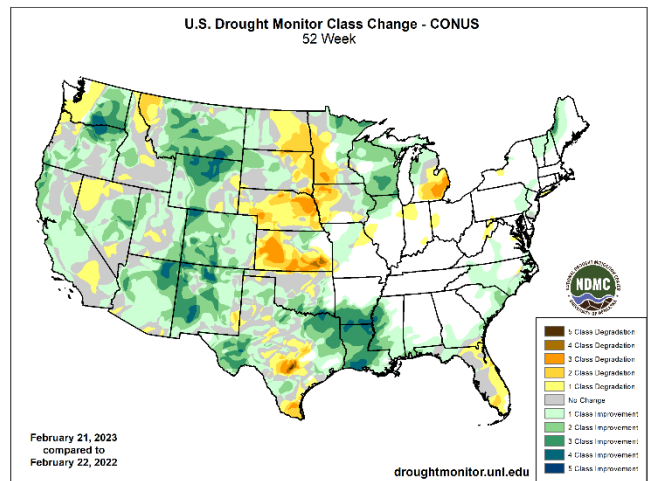 U.S. Drought Monitor Class Change - CONUS
52 Week
NDMC
5 Class Degradation
4 Class Degradation
3 Class Degradation
2 Class Degradation
1 Class Degradation
No Change
1 Class Improvement
2 Class Improvement
3 Class Improvement
4 Class Improvement
5 Class Improvement
February 21, 2023
compared to
February 22, 2022
droughtmonitor.unl.edu